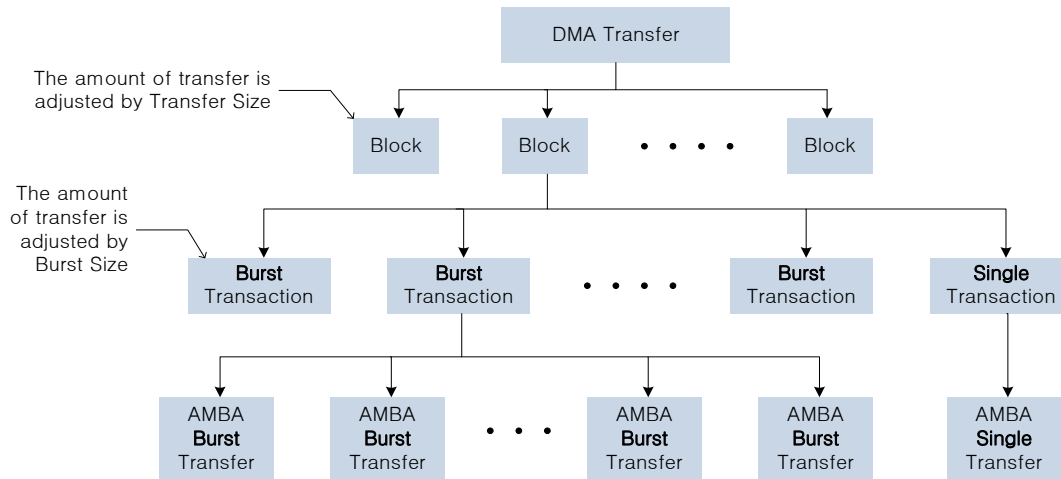 DMA Transfer
The amount of transfer is
adjusted by Transfer Size
Block
Block
Block
The amount
of transfer is
adjusted by
Burst Size
Burst
Transaction
Burst
Transaction
Burst
Transaction
Single
Transaction
AMBA
Burst
Transfer
AMBA
Burst
Transfer
AMBA
Burst
Transfer
AMBA
Burst
Transfer
AMBA
Single
Transfer